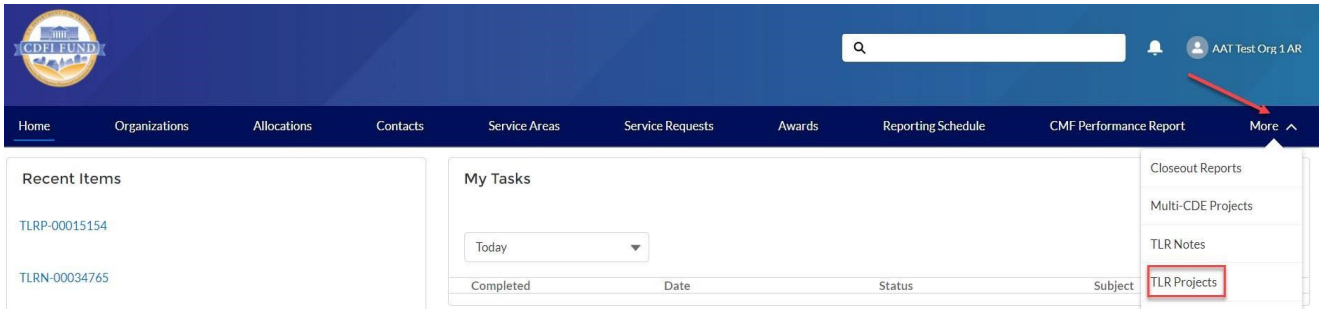 CDFI FUND
AAT Test Org 1 AR
Home Organizations Allocations Contacts Service Areas Service Requests Awards Reporting Schedule CMF Performance Report More
Recent Items
TLRP-00015154
TLRN-00034765
My Tasks
Today
Completed Date Status Subject
Closeout Reports
Multi-CDE Projects
TLR Notes
TLR Projects